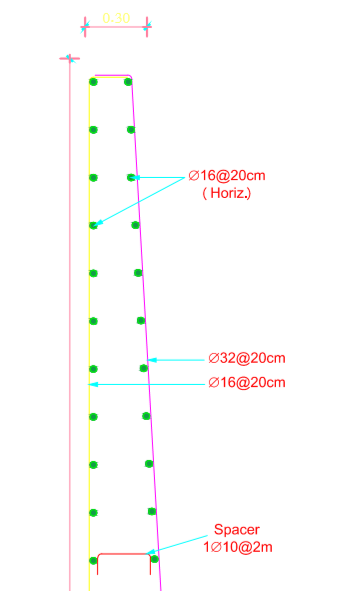 0.30
∅16@20cm
( Horiz.)
∅32@20cm
∅16@20cm
Spacer
1∅10@2m